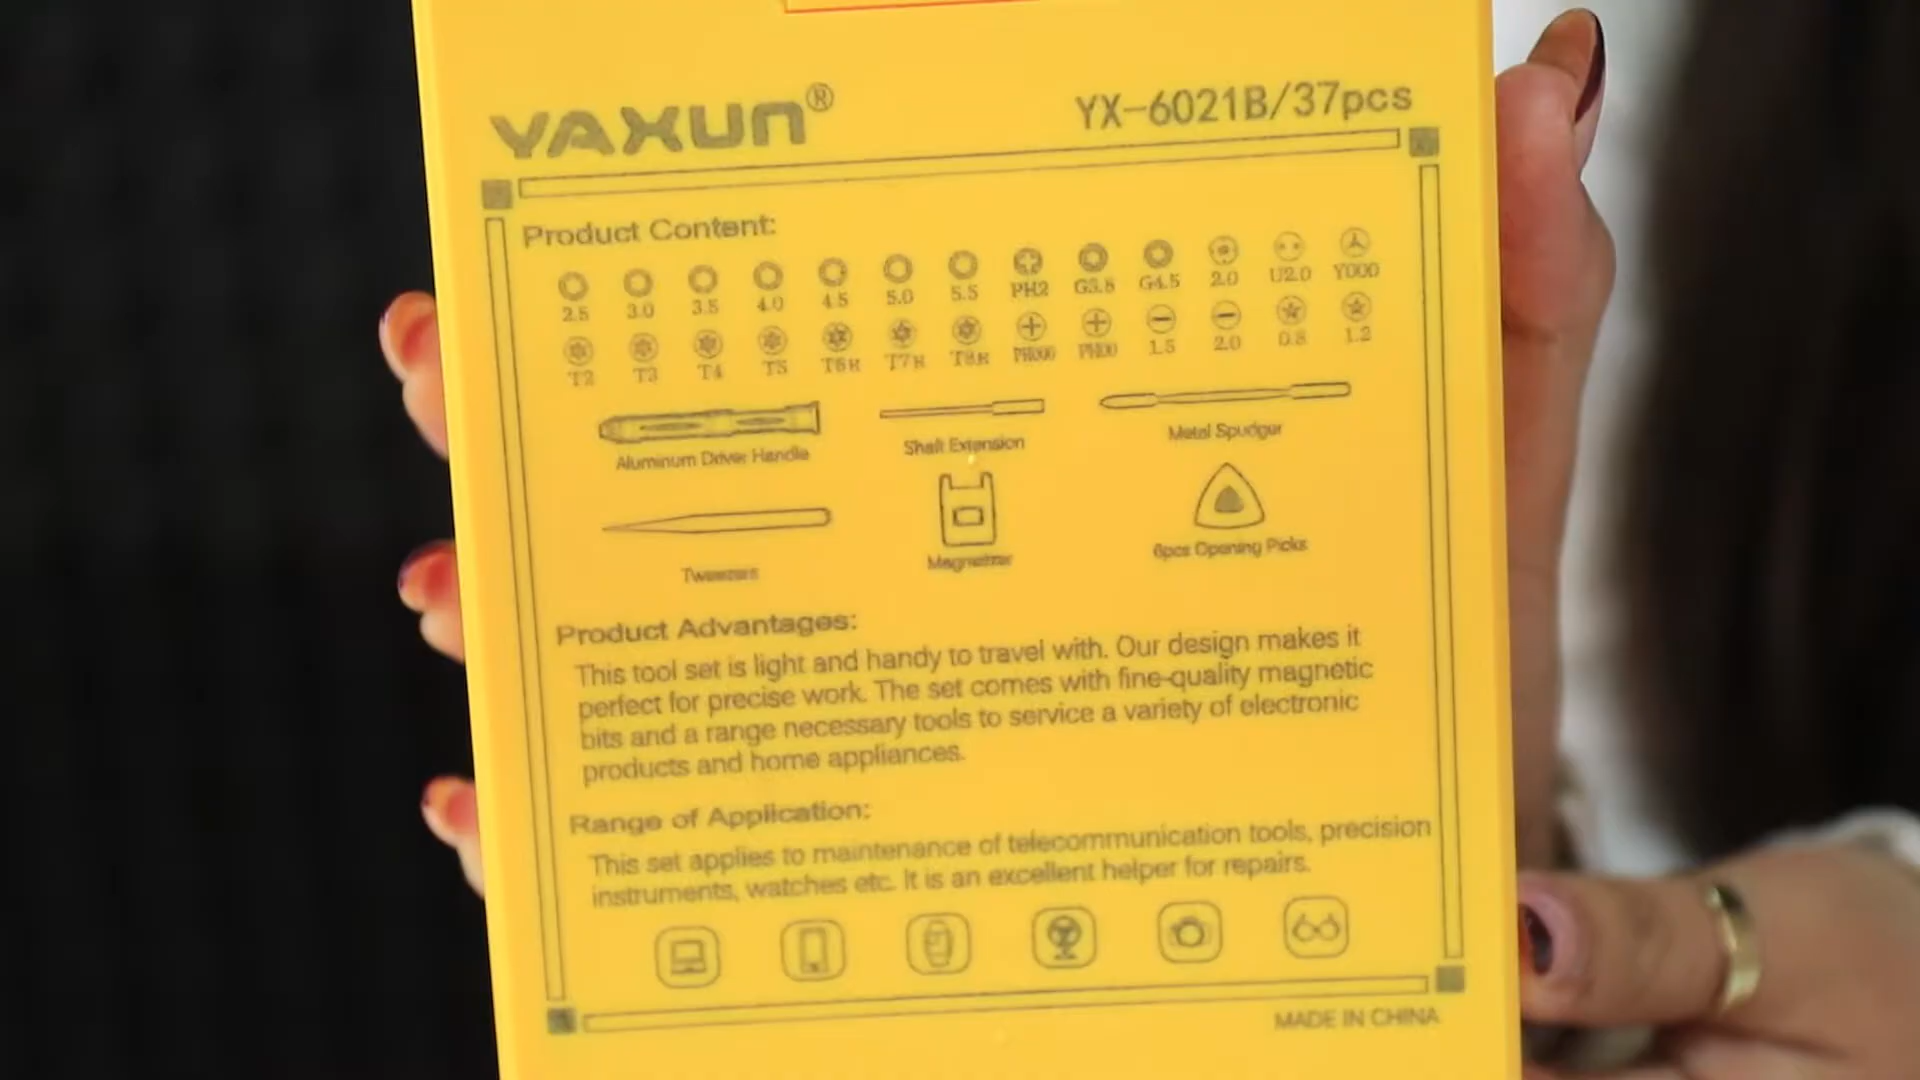 YAXUN®
YX-6021B/37pcs
Product Content:
2.5 3.0 3.5 4.0 4.5 5.0 5.5 PH2 G3.8 G4.5 2.0 U2.0 Y000
T2 T3 T4 T5 T6H T7H T8H PH000 PH00 1.5 2.0 0.8 1.2
Aluminum Driver Handle
Shaft Extension
Metal Spudger
Tweezers
Magnetizer
6pcs Opening Picks
Product Advantages:
This tool set is light and handy to travel with. Our design makes it
perfect for precise work. The set comes with fine-quality magnetic
bits and a range necessary tools to service a variety of electronic
products and home appliances.
Range of Application:
This set applies to maintenance of telecommunication tools, precision
instruments, watches etc. It is an excellent helper for repairs.
MADE IN CHINA